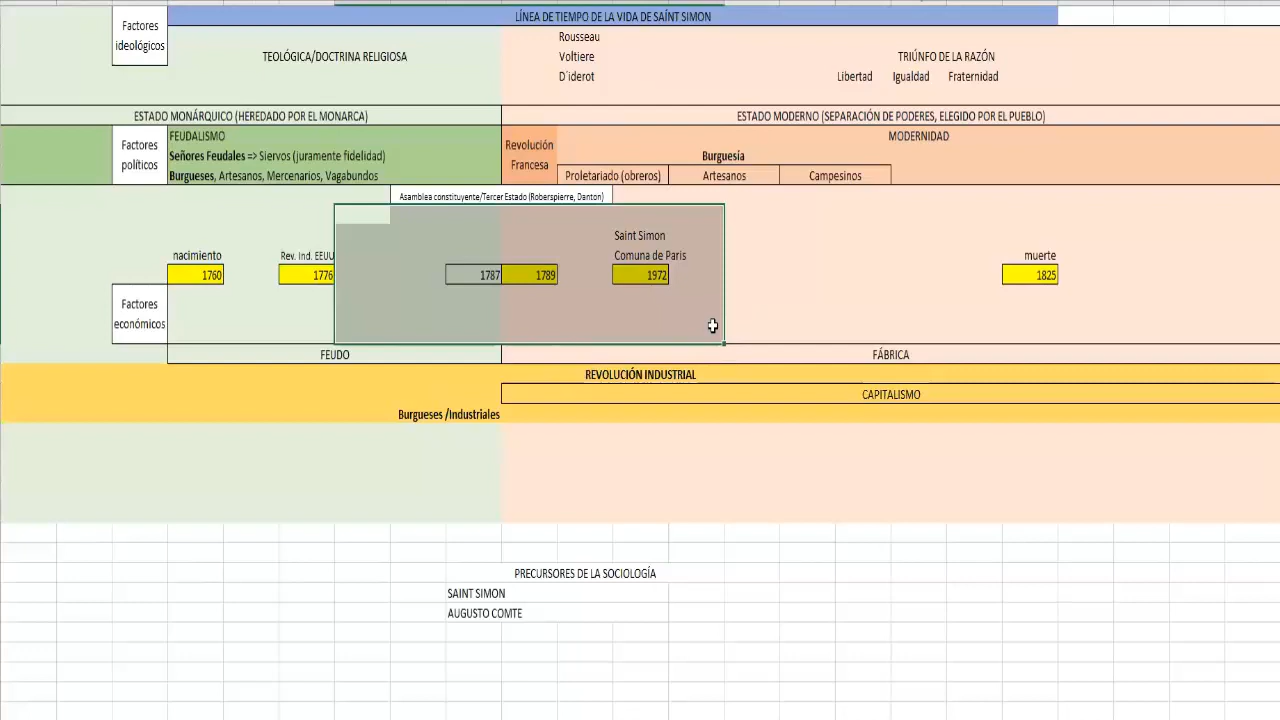 LÍNEA DE TIEMPO DE LA VIDA DE SAÍNT SIMON
Factores
ideológicos
TEOLÓGICA/DOCTRINA RELIGIOSA
Rousseau
Voltiere
D´iderot
TRIÚNFO DE LA RAZÓN
Libertad Igualdad Fraternidad
ESTADO MONÁRQUICO (HEREDADO POR EL MONARCA)
ESTADO MODERNO (SEPARACIÓN DE PODERES, ELEGIDO POR EL PUEBLO)
Factores
políticos
FEUDALISMO
Señores Feudales => Siervos (juramente fidelidad)
Burgueses, Artesanos, Mercenarios, Vagabundos
Revolución
Francesa
MODERNIDAD
Burguesía
Proletariado (obreros) Artesanos Campesinos
Asamblea constituyente/Tercer Estado (Roberspierre, Danton)
Saint Simon
nacimiento Rev. Ind. EEUU Comuna de Paris muerte
1760 1776 1787 1789 1972 1825
Factores
económicos
FEUDO FÁBRICA
REVOLUCIÓN INDUSTRIAL
CAPITALISMO
Burgueses /Industriales
PRECURSORES DE LA SOCIOLOGÍA
SAINT SIMON
AUGUSTO COMTE